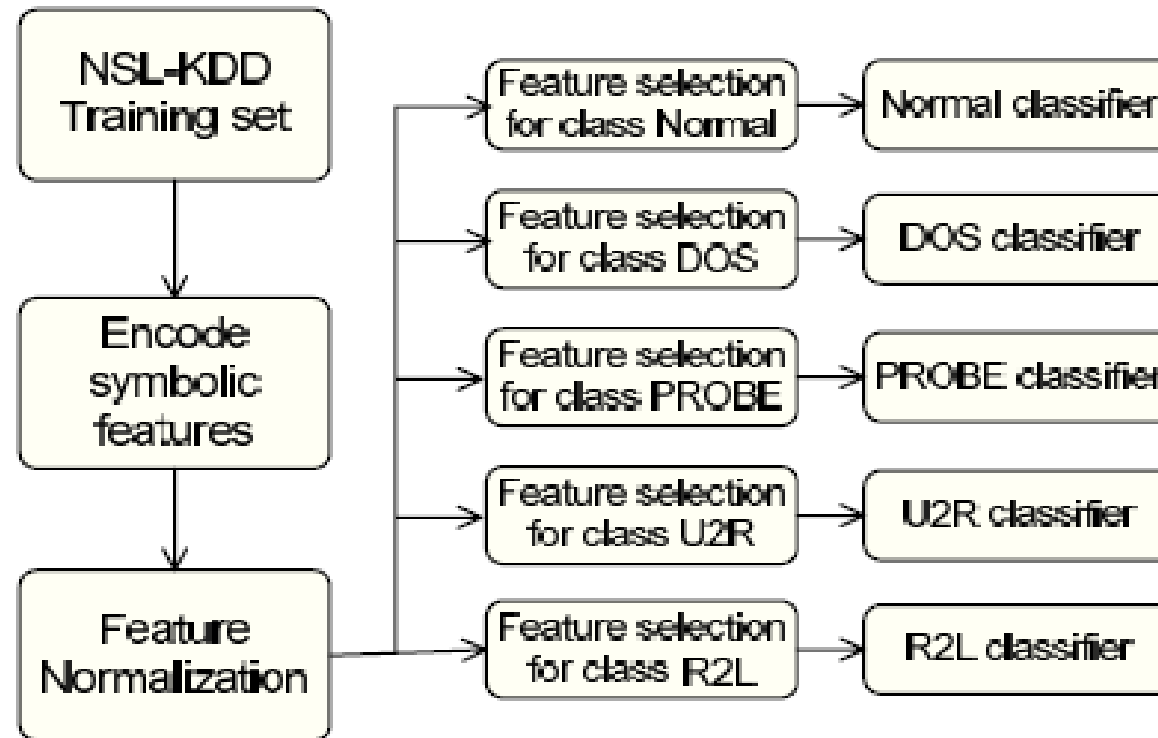 NSL-KDD
Training set
Encode
symbolic
features
Feature
Normalization
Feature selection
for class Normal
Normal classifier
Feature selection
for class DOS
DOS classifier
Feature selection
for class PROBE
PROBE classifier
Feature selection
for class U2R
U2R classifier
Feature selection
for class R2L
R2L classifier